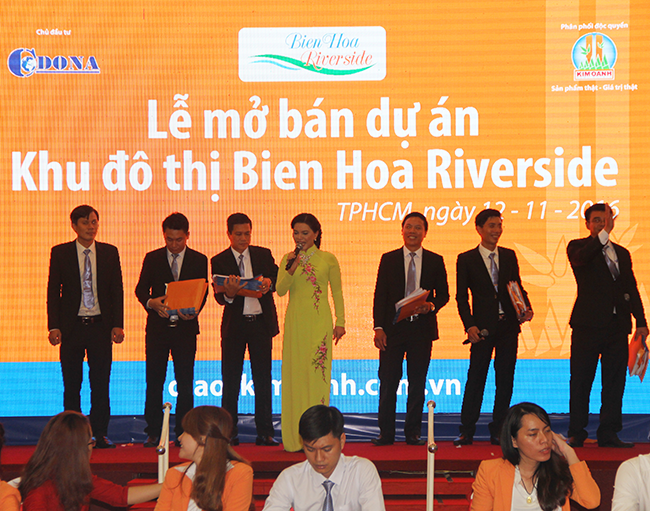 Chủ đầu tư
DONA
Bien Hoa
Riverside
Phân phối độc quyền
KIM OANH
Sản phẩm thật - Giá trị thật
Lễ mở bán dự án
Khu đô thị Bien Hoa Riverside
TPHCM, ngày 12 - 11 -